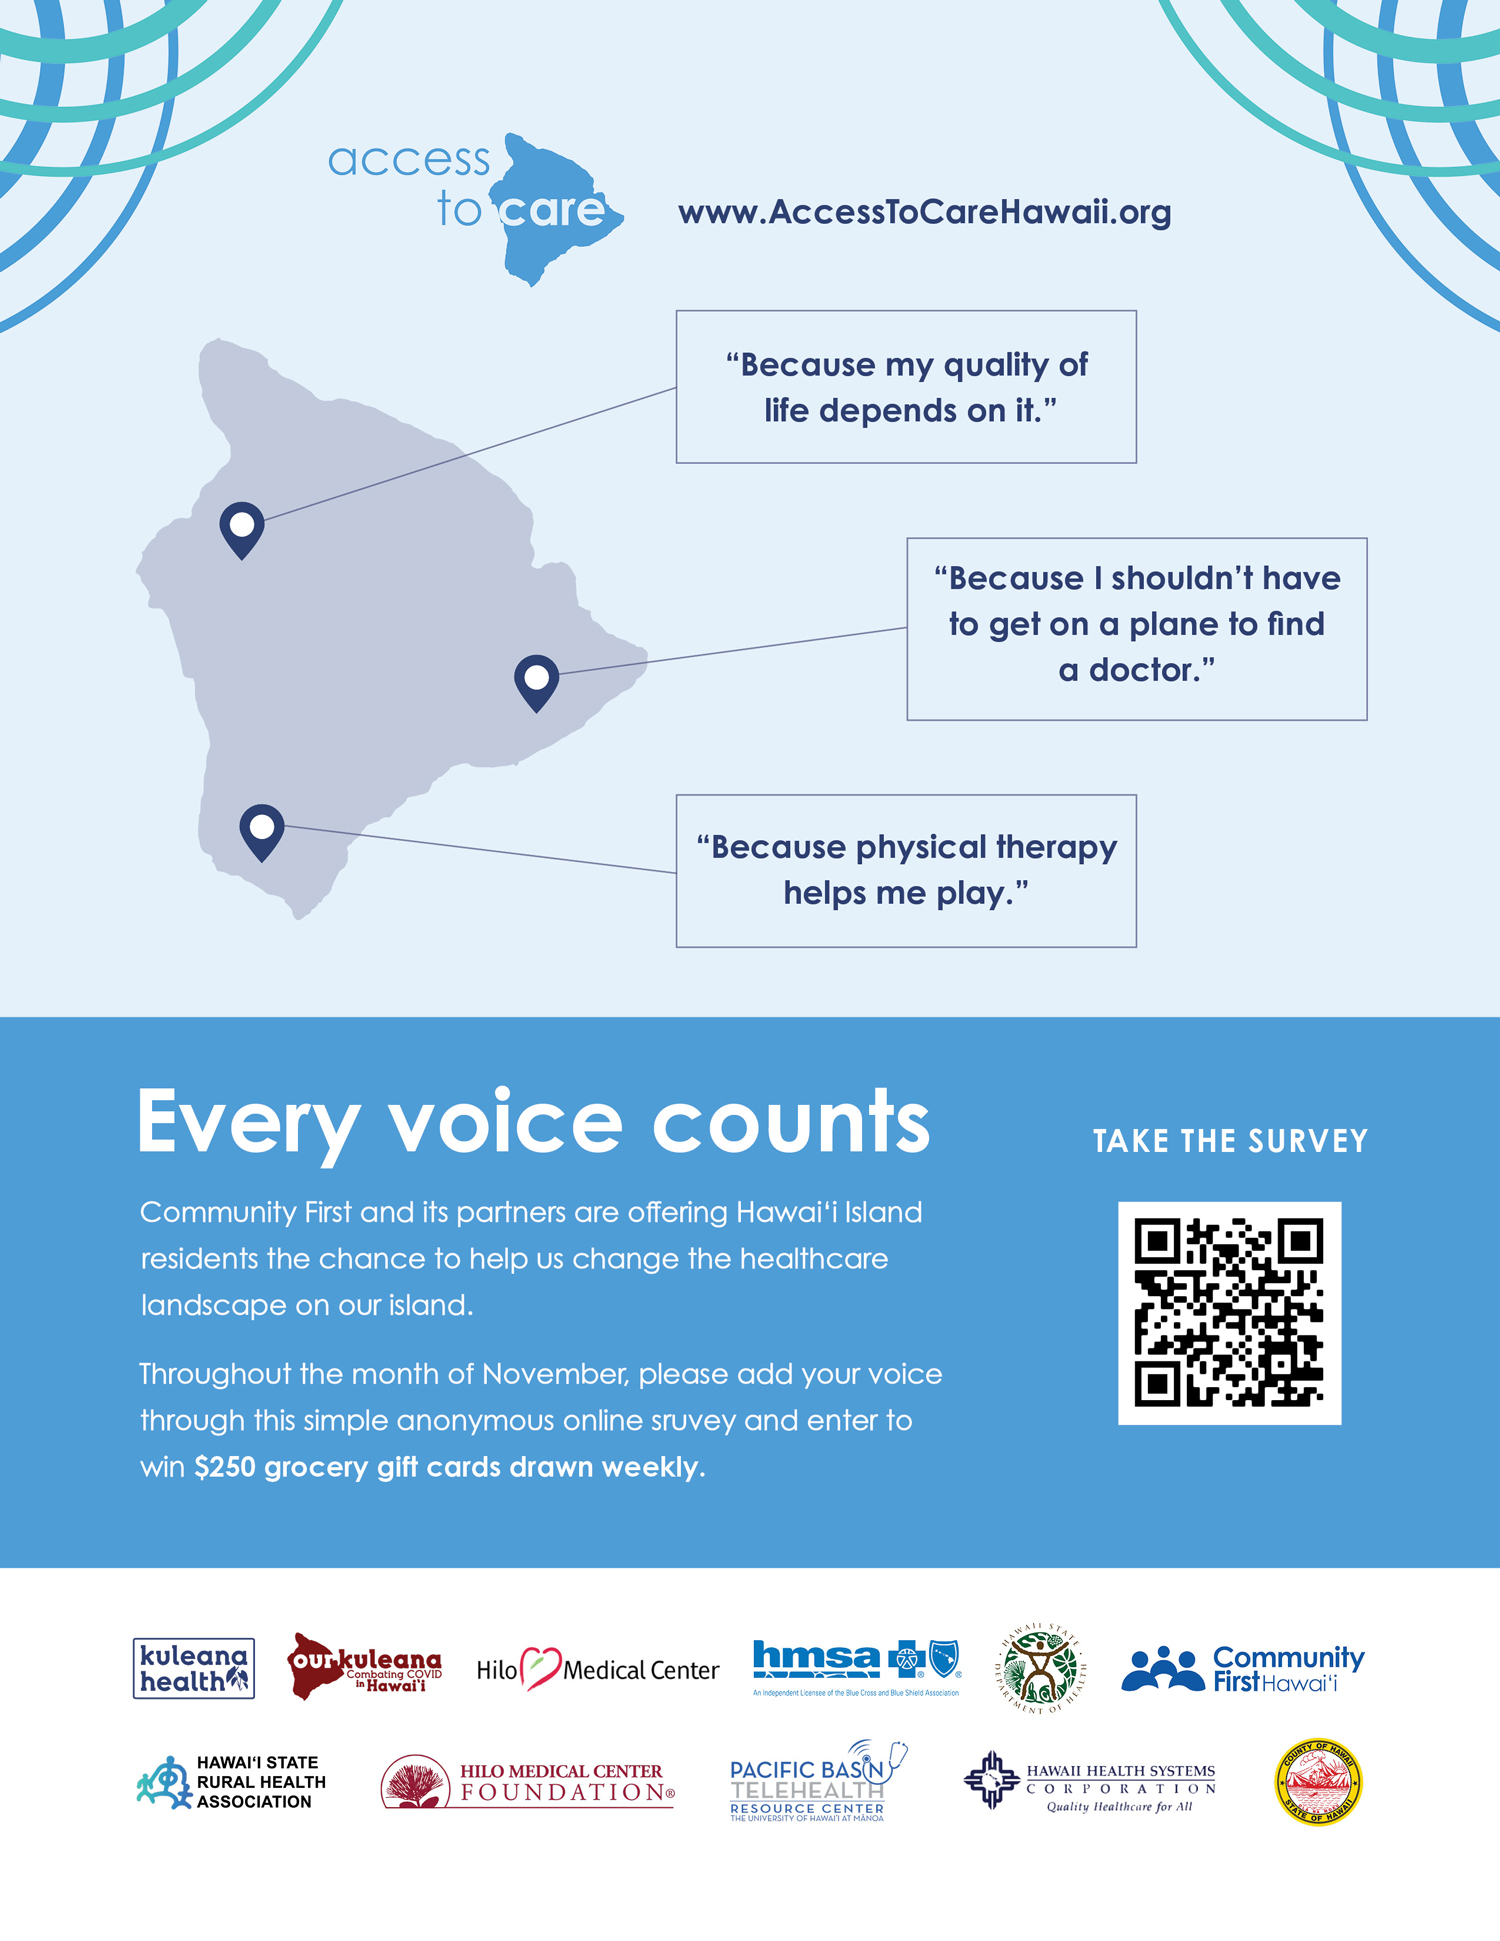 access
to care
www.AccessToCareHawaii.org
“Because my quality of
life depends on it.”
“Because I shouldn’t have
to get on a plane to find
a doctor.”
“Because physical therapy
helps me play.”
Every voice counts
Community First and its partners are offering Hawai‘i Island
residents the chance to help us change the healthcare
landscape on our island.
Throughout the month of November, please add your voice
through this simple anonymous online sruvey and enter to
win $250 grocery gift cards drawn weekly.
TAKE THE SURVEY
kuleana
health
ourkuleana
Combating COVID
in Hawai‘i
Hilo Medical Center
hmsa
An Independent Licensee of the Blue Cross and Blue Shield Association
HAWAII STATE
DEPARTMENT OF HEALTH
Community
First Hawai‘i
HAWAI‘I STATE
RURAL HEALTH
ASSOCIATION
HILO MEDICAL CENTER
FOUNDATION®
PACIFIC BASIN
TELEHEALTH
RESOURCE CENTER
THE UNIVERSITY OF HAWAI‘I AT MĀNOA
HAWAII HEALTH SYSTEMS
CORPORATION
Quality Healthcare for All
COUNTY OF HAWAII
STATE OF HAWAII